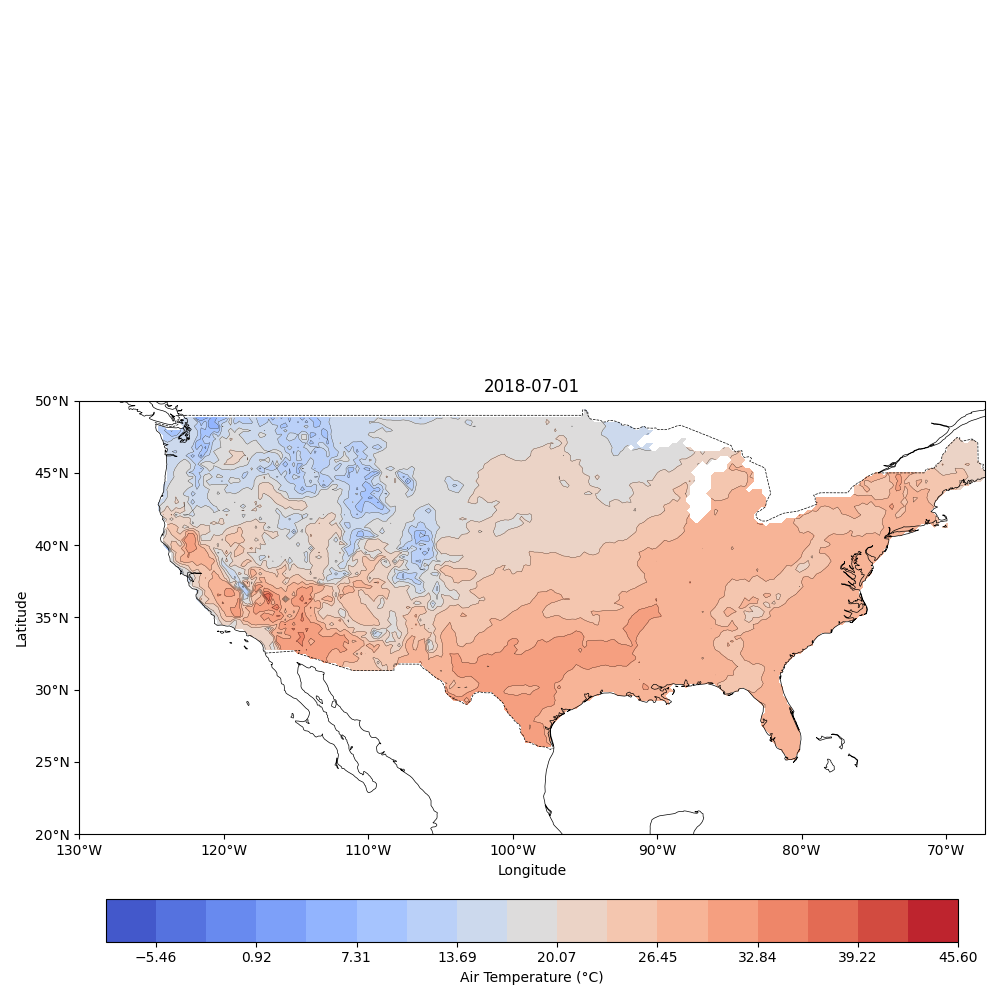 2018-07-01
50°N
45°N
40°N
35°N
30°N
25°N
20°N
Latitude
130°W 120°W 110°W 100°W 90°W 80°W 70°W
Longitude
−5.46 0.92 7.31 13.69 20.07 26.45 32.84 39.22 45.60
Air Temperature (°C)